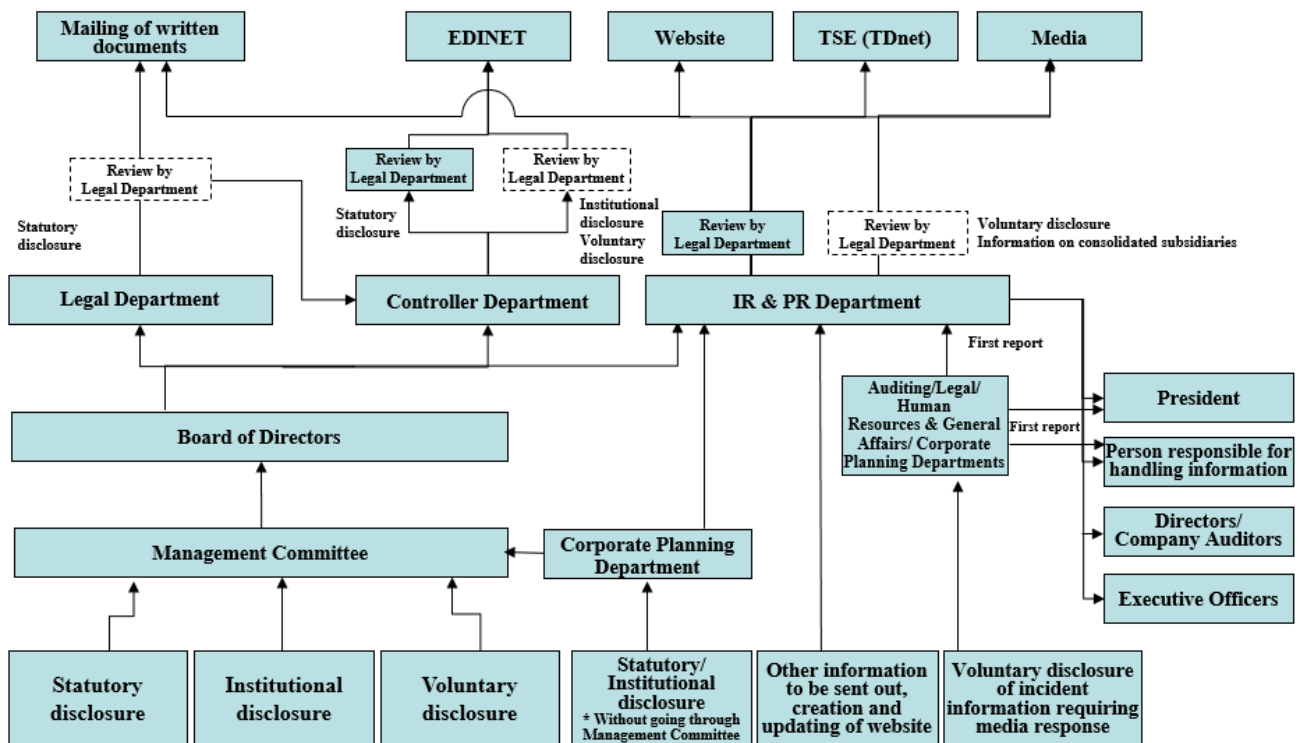 Mailing of written
documents
EDINET
Website
TSE (TDnet)
Media
Review by
Legal Department
Review by
Legal Department
Review by
Legal Department
Statutory
disclosure
Statutory
disclosure
Institutional
disclosure
Voluntary
disclosure
Review by
Legal Department
Review by
Legal Department
Voluntary disclosure
Information on consolidated subsidiaries
Legal Department
Controller Department
IR & PR Department
First report
Auditing/Legal/
Human
Resources & General
Affairs/ Corporate
Planning Departments
First report
President
Person responsible for
handling information
Directors/
Company Auditors
Executive Officers
Board of Directors
Management Committee
Corporate Planning
Department
Statutory
disclosure
Institutional
disclosure
Voluntary
disclosure
Statutory/
Institutional
disclosure
* Without going through
Management Committee
Other information
to be sent out,
creation and
updating of website
Voluntary disclosure
of incident
information requiring
media response